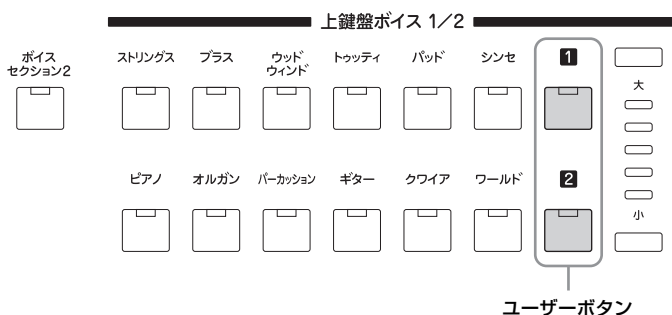 上鍵盤ボイス 1／2
ボイス
セクション2
ストリングス
ブラス
ウッド
ウィンド
トゥッティ
パッド
シンセ
1
大
ピアノ
オルガン
パーカッション
ギター
クワイア
ワールド
2
小
ユーザーボタン